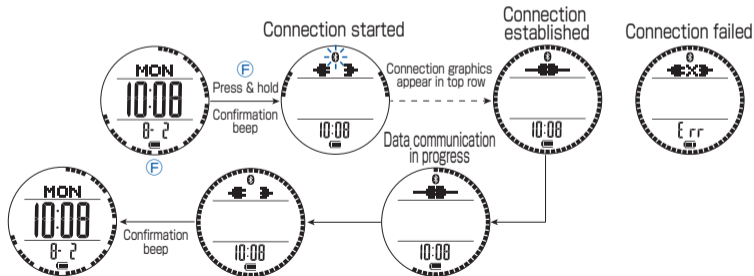 Connection started
Connection
established
Connection failed
MON
10:08
8- 2
F
Press & hold
Confirmation
beep
10:08
Connection graphics
appear in top row
10:08
Err
F
Data communication
in progress
MON
10:08
8- 2
Confirmation
beep
10:08
10:08